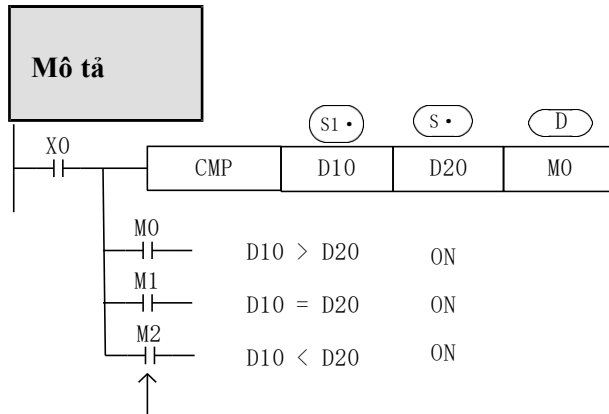 Mô tả
S1• S• D
X0
CMP D10 D20 M0
M0
D10 > D20 ON
M1
D10 = D20 ON
M2
D10 < D20 ON